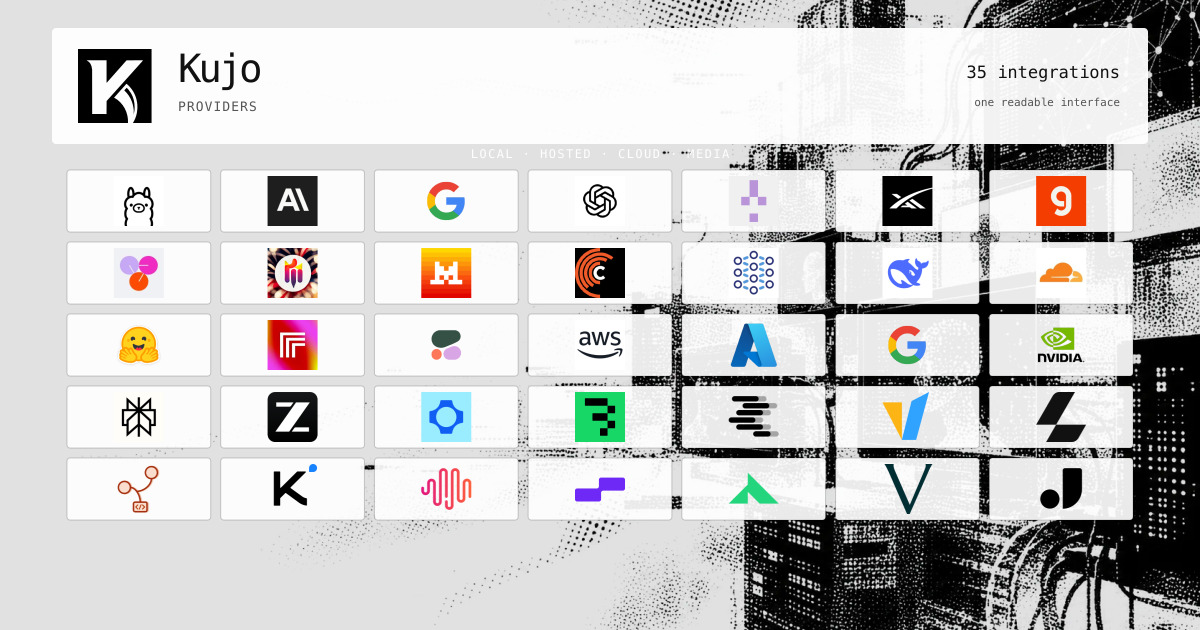 Kujo
PROVIDERS
35 integrations
one readable interface
LOCAL · HOSTED · CLOUD · MEDIA
aws
NVIDIA